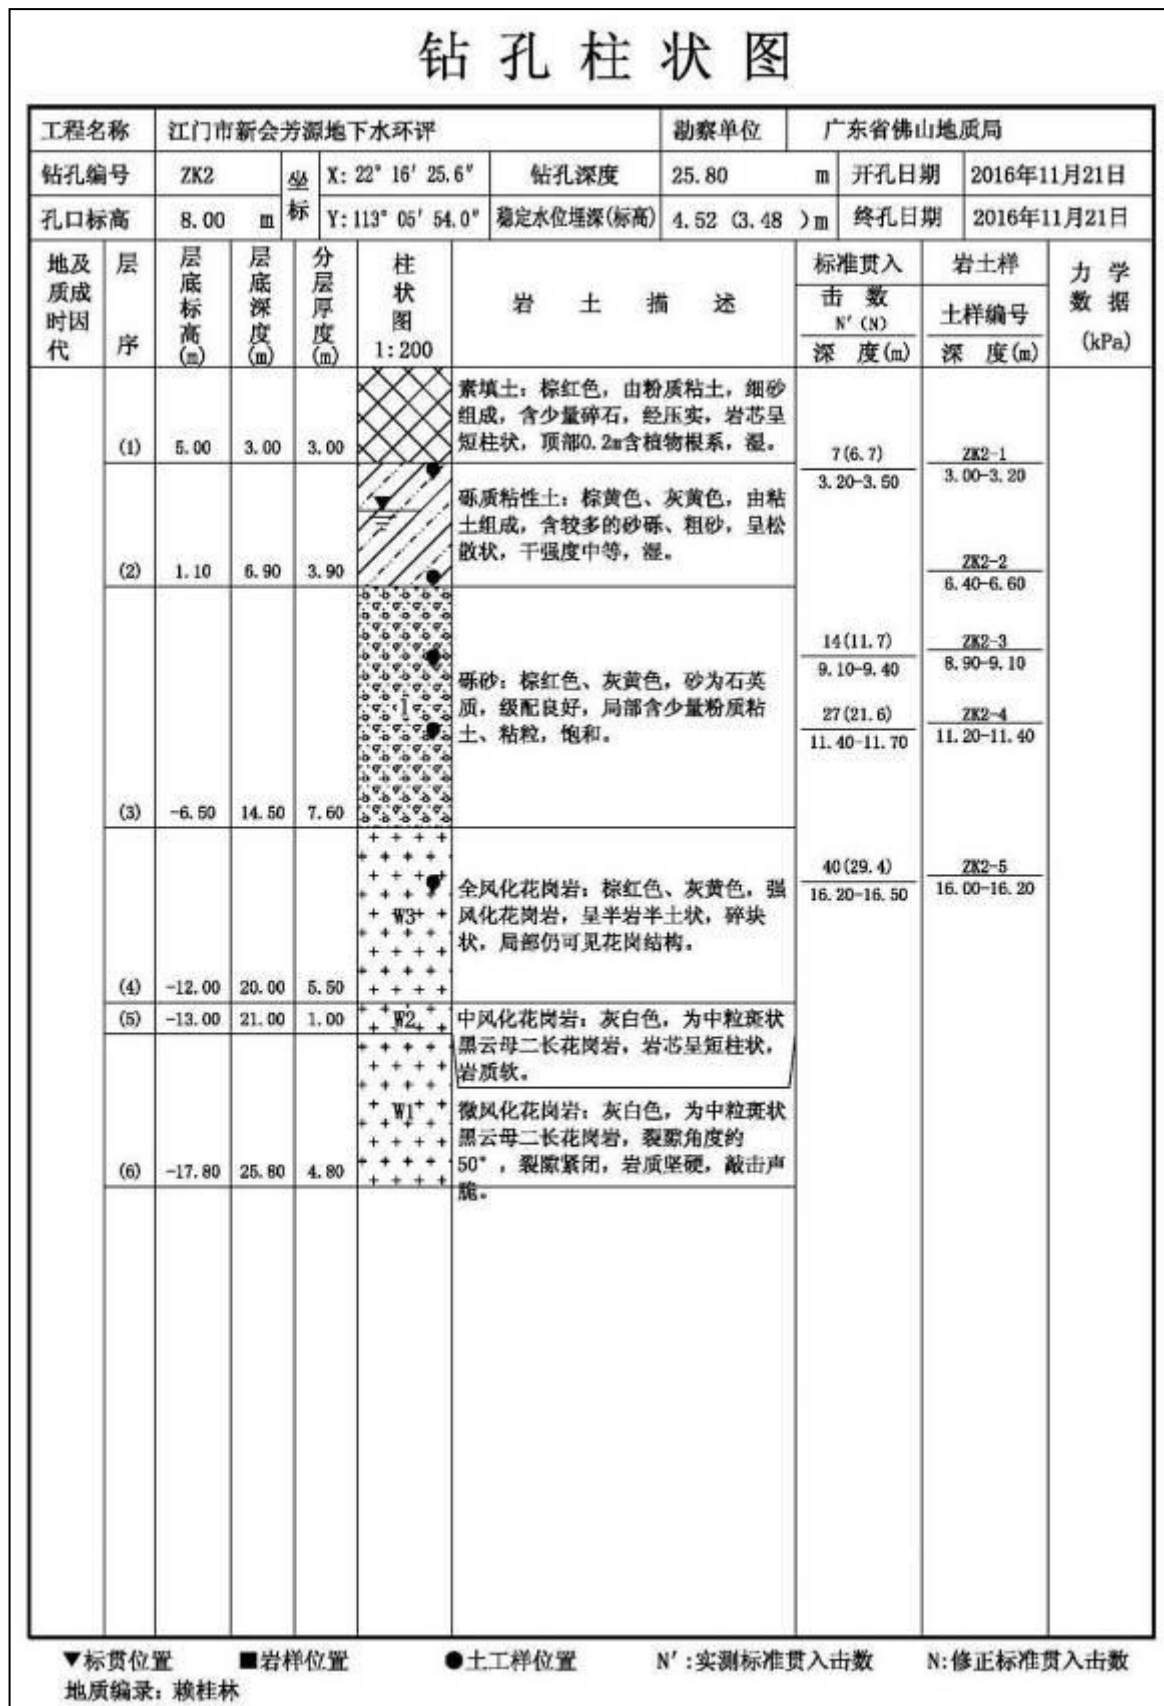 钻孔柱状图
工程名称 江门市新会芳源地下水环评 勘察单位 广东省佛山地质局
钻孔编号 ZK2 坐标 X: 22° 16′ 25.6″ 钻孔深度 25.80 m 开孔日期 2016年11月21日
孔口标高 8.00 m Y: 113° 05′ 54.0″ 稳定水位埋深(标高) 4.52 (3.48 )m 终孔日期 2016年11月21日
地质时代及成因 层序 层底标高(m) 层底深度(m) 分层厚度(m) 柱状图 1:200 岩土描述 标准贯入 岩土样 力学数据 (kPa)
击数 N′(N) 土样编号
深 度(m) 深 度(m)
素填土：棕红色，由粉质粘土，细砂
组成，含少量碎石，经压实，岩芯呈
短柱状，顶部0.2m含植物根系，湿。
(1) 5.00 3.00 3.00
7(6.7) ZK2-1
3.20-3.50 3.00-3.20
砾质粘性土：棕黄色、灰黄色，由粘
土组成，含较多的砂砾、粗砂，呈松
散状，干强度中等，湿。
(2) 1.10 6.90 3.90
ZK2-2
6.40-6.60
14(11.7) ZK2-3
9.10-9.40 8.90-9.10
砾砂：棕红色、灰黄色，砂为石英
质，级配良好，局部含少量粉质粘
土、粘粒，饱和。
27(21.6) ZK2-4
11.40-11.70 11.20-11.40
(3) -6.50 14.50 7.60
40(29.4) ZK2-5
16.20-16.50 16.00-16.20
全风化花岗岩：棕红色、灰黄色，强
W3 风化花岗岩，呈半岩半土状，碎块
状，局部仍可见花岗结构。
(4) -12.00 20.00 5.50
(5) -13.00 21.00 1.00 W2 中风化花岗岩：灰白色，为中粒斑状
黑云母二长花岗岩，岩芯呈短柱状，
岩质软。
W1 微风化花岗岩：灰白色，为中粒斑状
黑云母二长花岗岩，裂隙角度约
(6) -17.80 25.80 4.80 50°，裂隙紧闭，岩质坚硬，敲击声
脆。
▼标贯位置 ■岩样位置 ●土工样位置 N′:实测标准贯入击数 N:修正标准贯入击数
地质编录：赖桂林